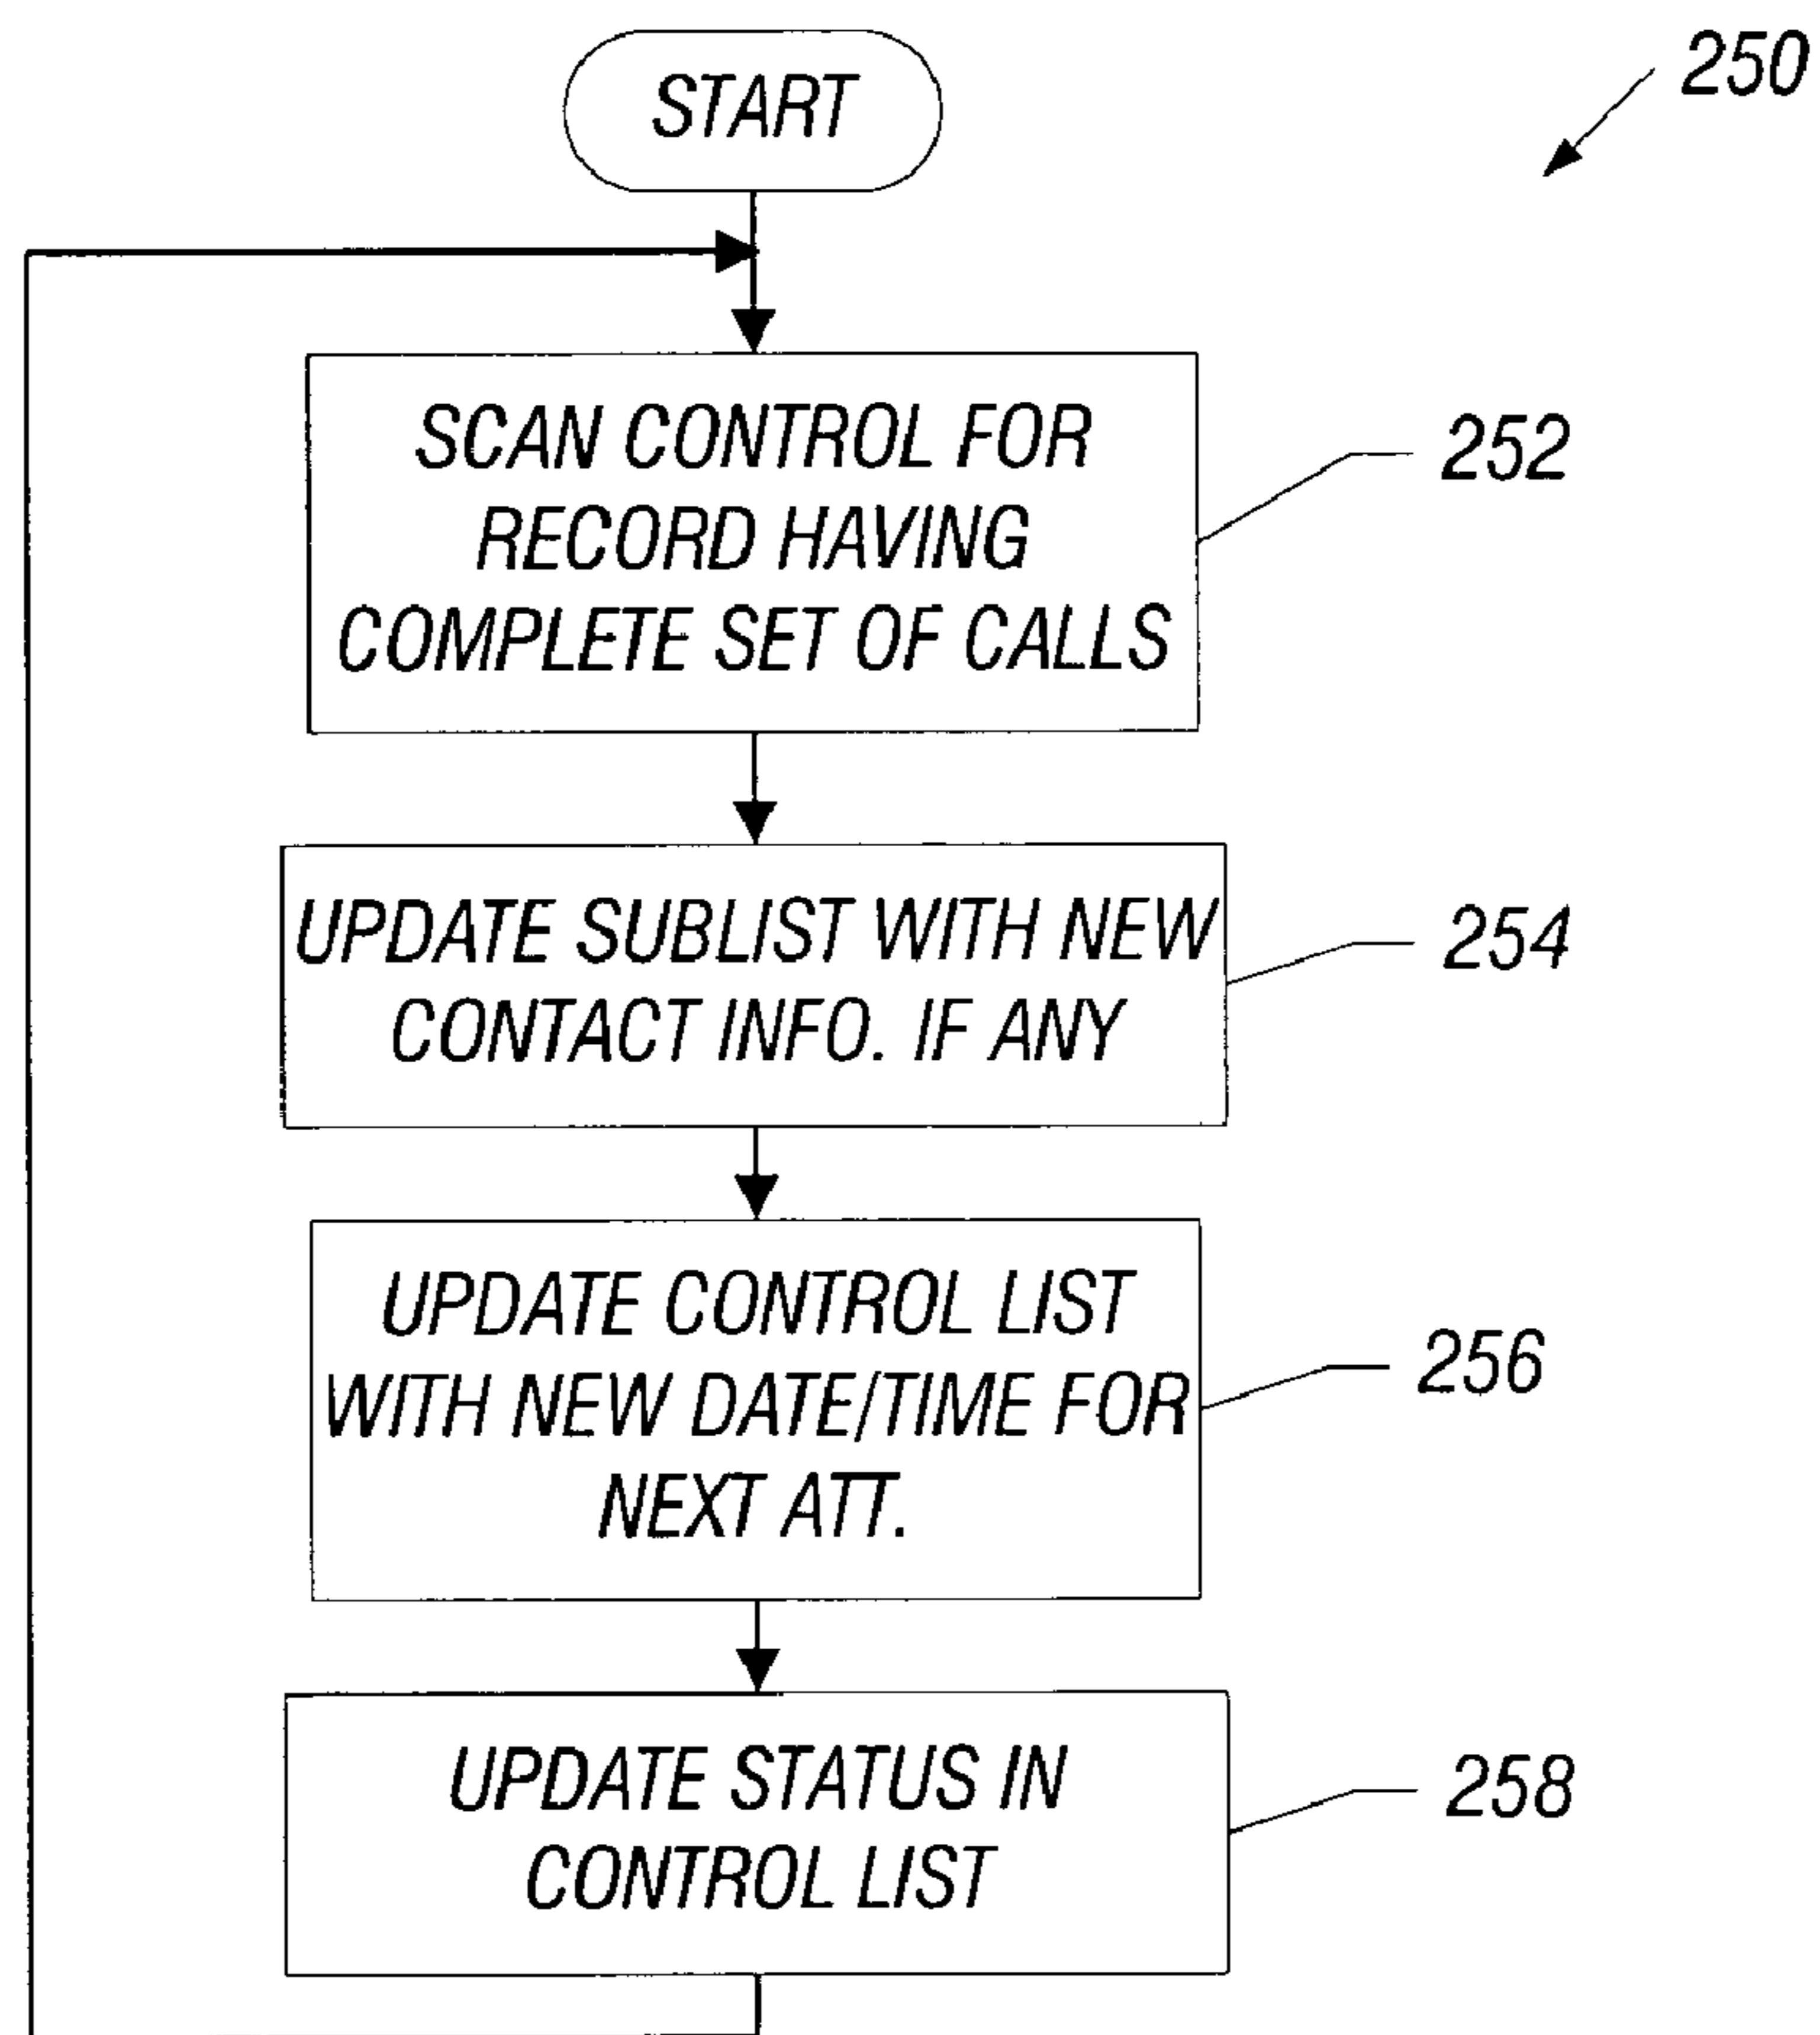 START
250
SCAN CONTROL FOR
RECORD HAVING
COMPLETE SET OF CALLS
252
UPDATE SUBLIST WITH NEW
CONTACT INFO. IF ANY
254
UPDATE CONTROL LIST
WITH NEW DATE/TIME FOR
NEXT ATT.
256
UPDATE STATUS IN
CONTROL LIST
258